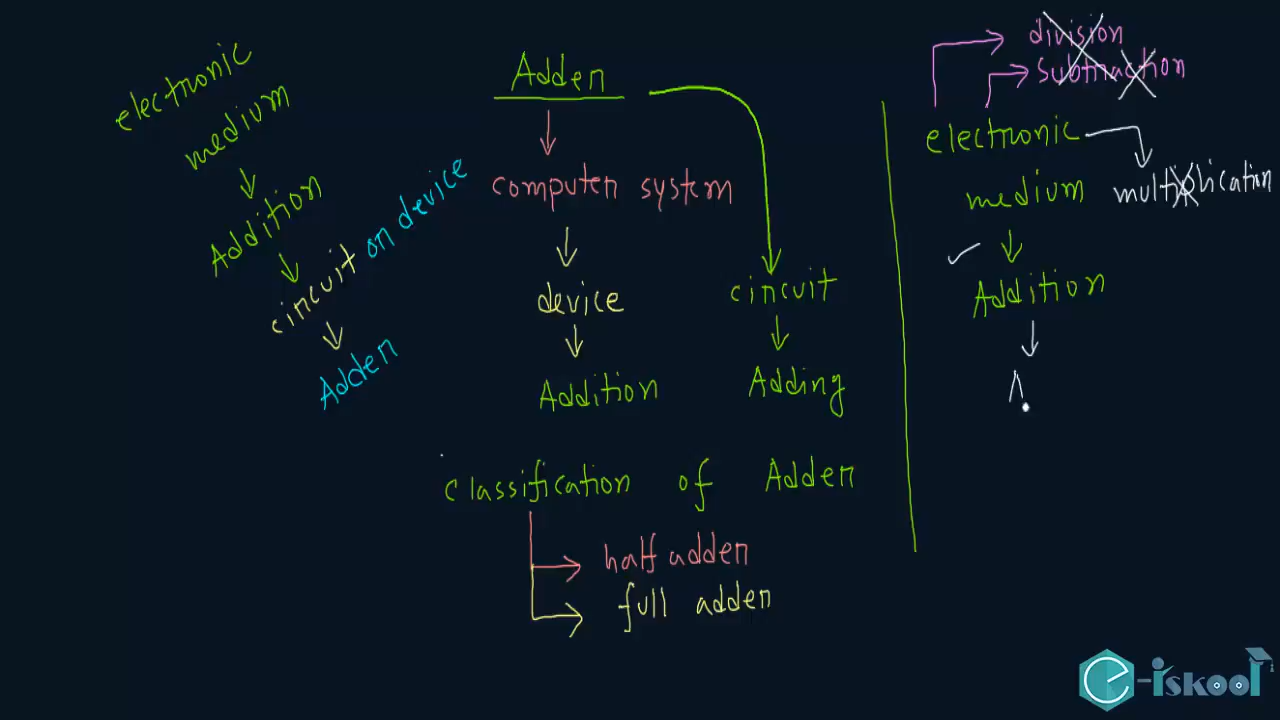 electronic
medium
Addition
circuit or device
Adder
Adder
computer system
device
Addition
circuit
Adding
classification of Adder
half adder
full adder
division
subtraction
electronic
medium
multiplication
Addition
A
e-iskool